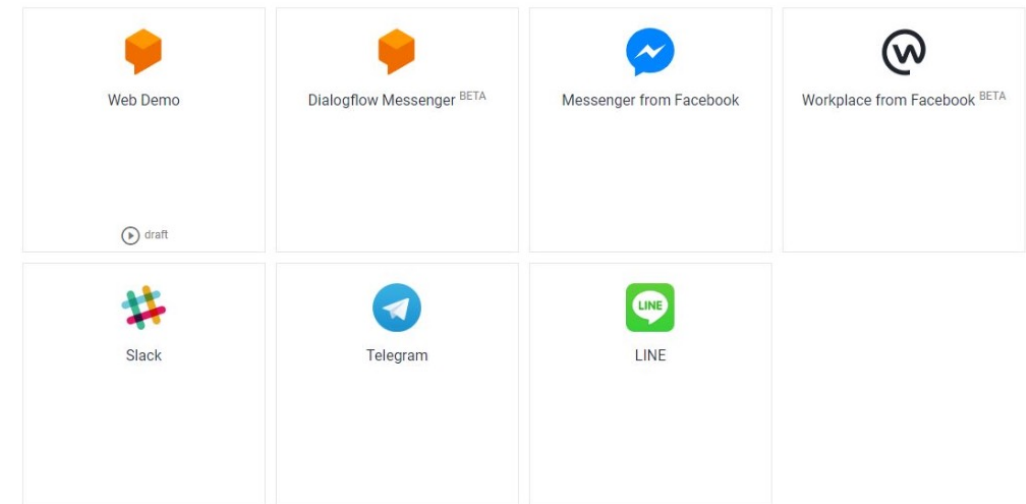 Web Demo
Dialogflow Messenger BETA
Messenger from Facebook
Workplace from Facebook BETA
draft
Slack
Telegram
LINE
LINE